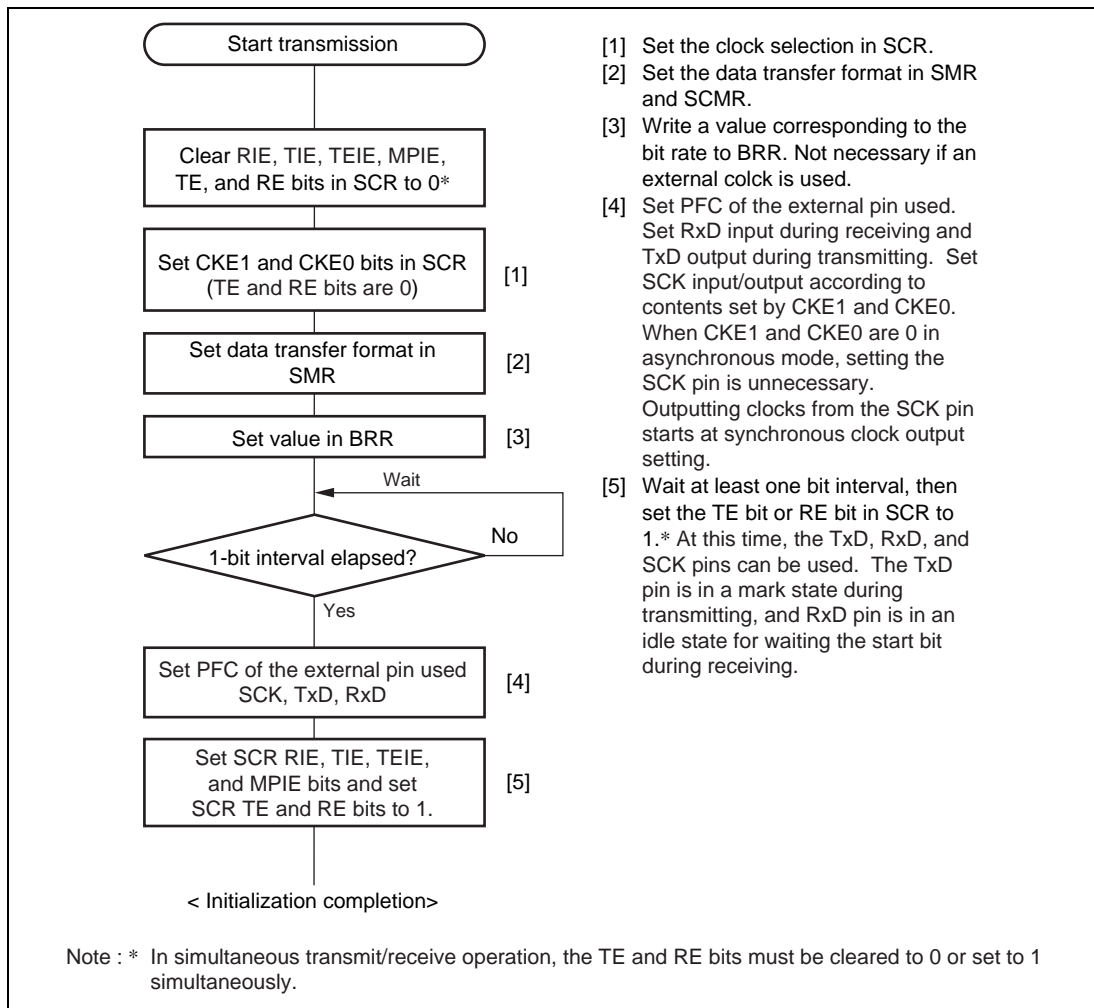 Start transmission
Clear RIE, TIE, TEIE, MPIE,
TE, and RE bits in SCR to 0*
Set CKE1 and CKE0 bits in SCR
(TE and RE bits are 0)
[1]
Set data transfer format in
SMR
[2]
Set value in BRR
[3]
Wait
1-bit interval elapsed?
No
Yes
Set PFC of the external pin used
SCK, TxD, RxD
[4]
Set SCR RIE, TIE, TEIE,
and MPIE bits and set
SCR TE and RE bits to 1.
[5]
< Initialization completion>
[1] Set the clock selection in SCR.
[2] Set the data transfer format in SMR
and SCMR.
[3] Write a value corresponding to the
bit rate to BRR. Not necessary if an
external colck is used.
[4] Set PFC of the external pin used.
Set RxD input during receiving and
TxD output during transmitting. Set
SCK input/output according to
contents set by CKE1 and CKE0.
When CKE1 and CKE0 are 0 in
asynchronous mode, setting the
SCK pin is unnecessary.
Outputting clocks from the SCK pin
starts at synchronous clock output
setting.
[5] Wait at least one bit interval, then
set the TE bit or RE bit in SCR to
1.* At this time, the TxD, RxD, and
SCK pins can be used. The TxD
pin is in a mark state during
transmitting, and RxD pin is in an
idle state for waiting the start bit
during receiving.
Note : * In simultaneous transmit/receive operation, the TE and RE bits must be cleared to 0 or set to 1
simultaneously.